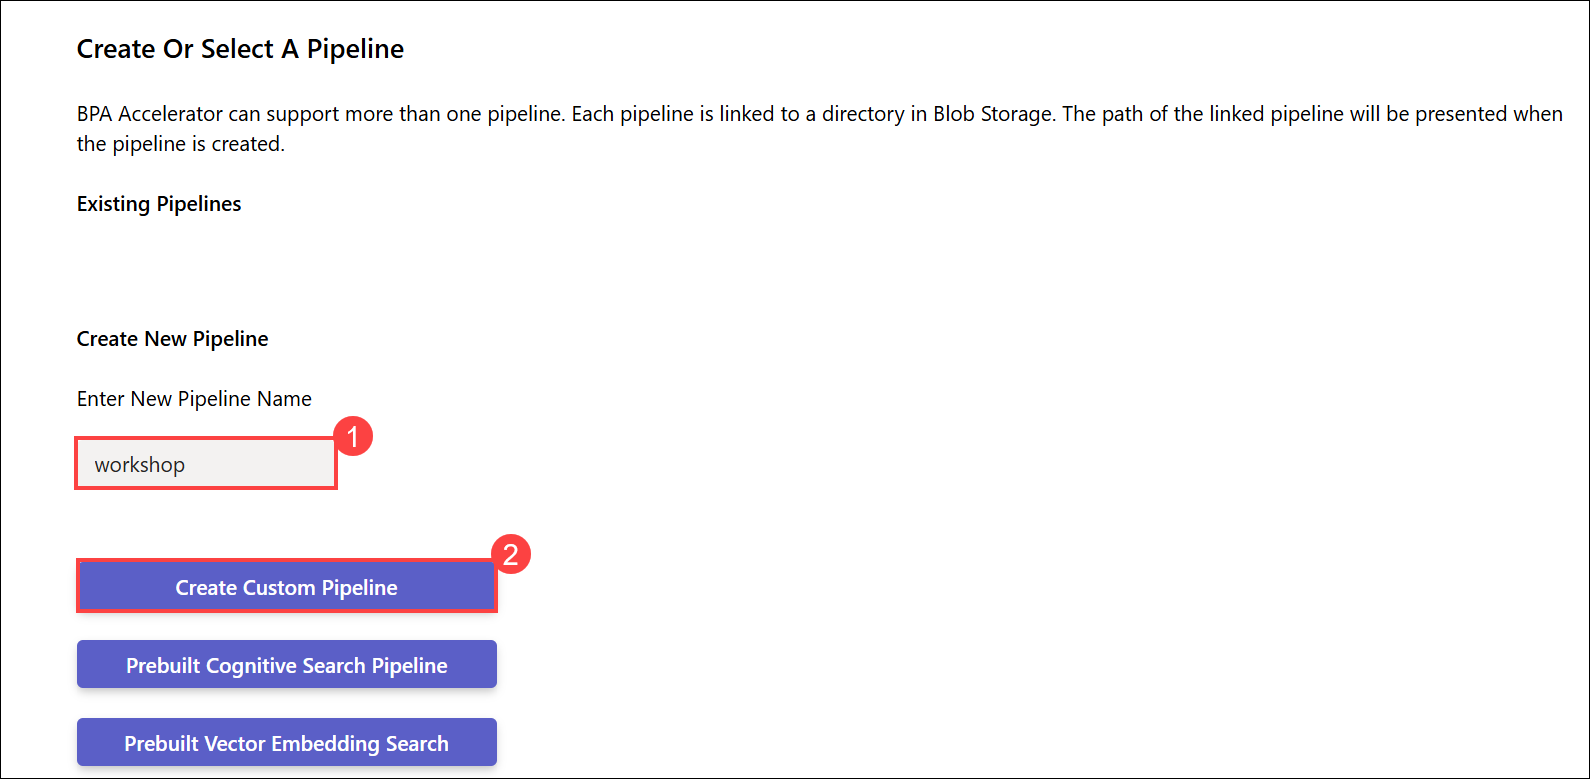 Create Or Select A Pipeline
BPA Accelerator can support more than one pipeline. Each pipeline is linked to a directory in Blob Storage. The path of the linked pipeline will be presented when
the pipeline is created.
Existing Pipelines
Create New Pipeline
Enter New Pipeline Name
1
workshop
2
Create Custom Pipeline
Prebuilt Cognitive Search Pipeline
Prebuilt Vector Embedding Search